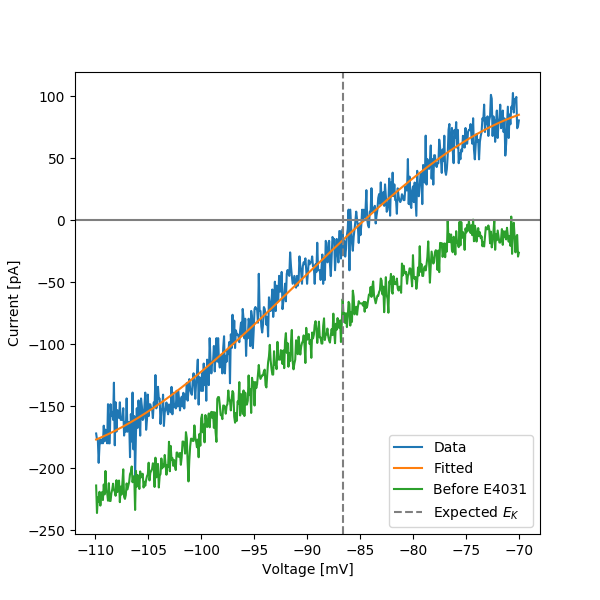 100
50
0
−50
−100
−150
−200
−250
Current [pA]
Data
Fitted
Before E4031
Expected E_K
−110
−105
−100
−95
−90
−85
−80
−75
−70
Voltage [mV]